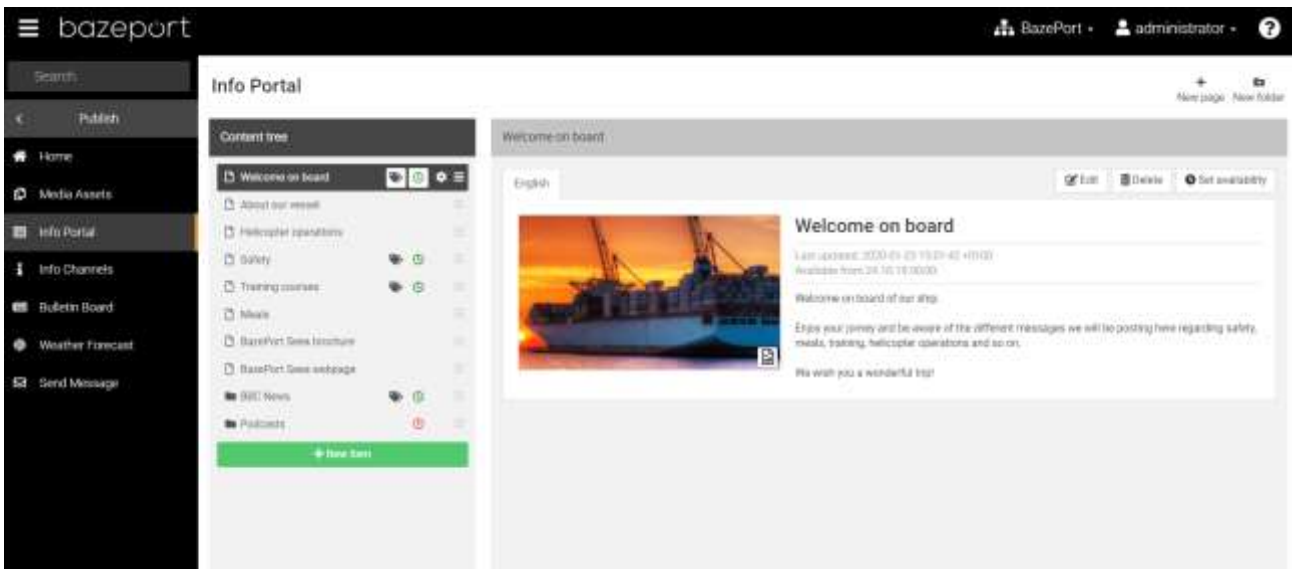 bazeport
BazePort
administrator
?
Search
Info Portal
New page New folder
Publish
Content tree
Welcome on board
Home
Welcome on board
English
Edit
Delete
Set availability
Media Assets
About our vessel
Info Portal
Helicopter operations
Welcome on board
Safety
Info Channels
Training courses
Welcome on board of our ship.
Bulletin Board
Meals
Enjoy your jorney and be aware of the different messages we will be posting here regarding safety,
meals, training, helicopter operations and so on.
Weather Forecast
BazePort Seea brochure
BazePort Seea webpage
We wish you a wonderful trip!
Send Message
BBC News
Podcasts
New item